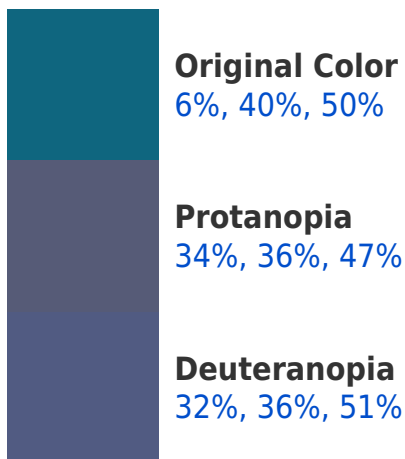 Original Color
6%, 40%, 50%
Protanopia
34%, 36%, 47%
Deuteranopia
32%, 36%, 51%